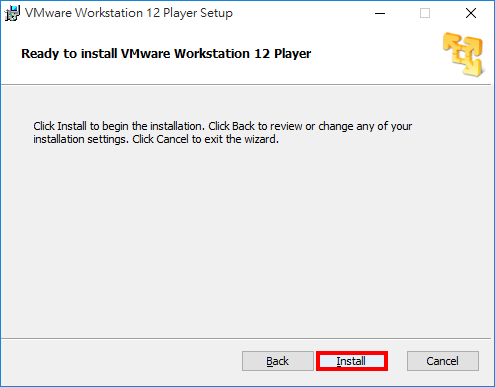 VMware Workstation 12 Player Setup
Ready to install VMware Workstation 12 Player
Click Install to begin the installation. Click Back to review or change any of your
installation settings. Click Cancel to exit the wizard.
Back Install Cancel